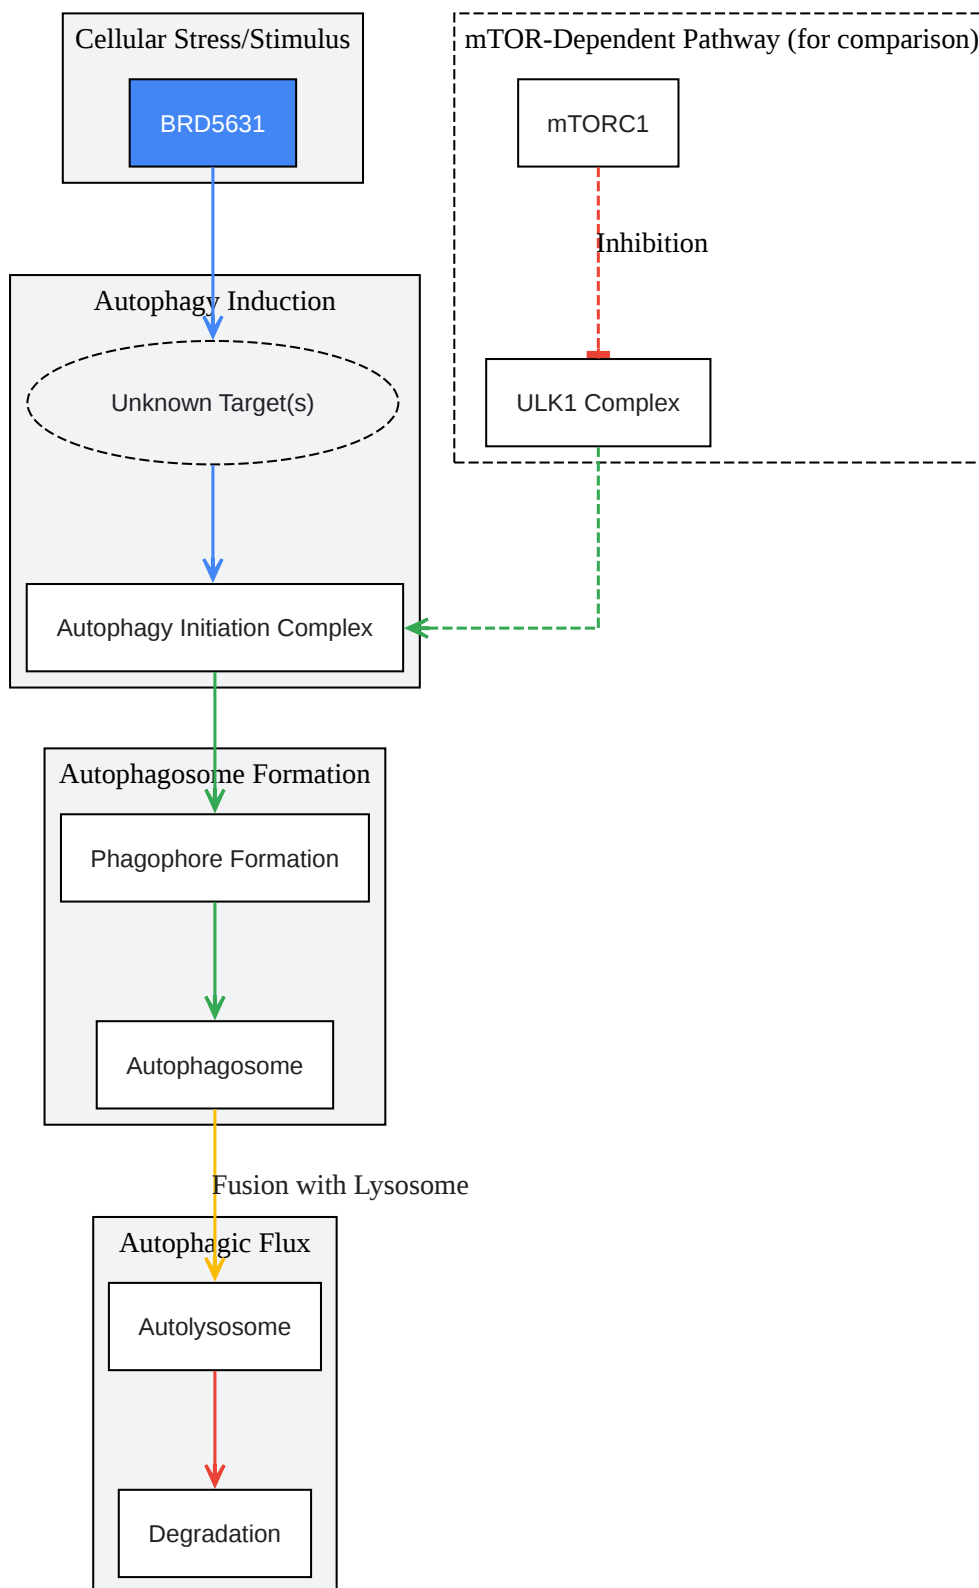 Cellular Stress/Stimulus
BRD5631
mTOR-Dependent Pathway (for comparison)
mTORC1
Inhibition
ULK1 Complex
Autophagy Induction
Unknown Target(s)
Autophagy Initiation Complex
Autophagosome Formation
Phagophore Formation
Autophagosome
Fusion with Lysosome
Autophagic Flux
Autolysosome
Degradation